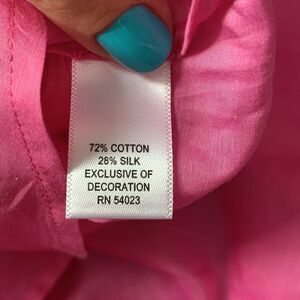 72% COTTON
28% SILK
EXCLUSIVE OF
DECORATION
RN 54023